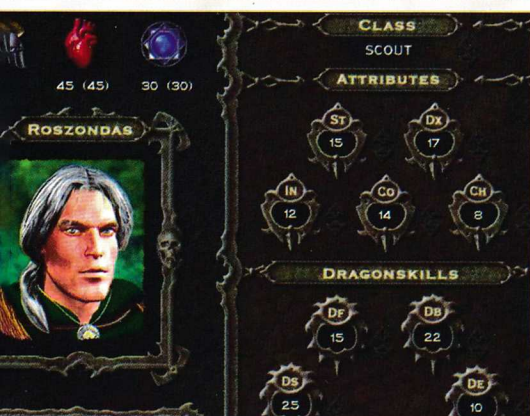 45 (45) 30 (30)
ROSZONDAS
CLASS
SCOUT
ATTRIBUTES
ST DX
15 17
IN CO CH
12 14 8
DRAGONSKILLS
DF DB
15 22
DS DE
25 10